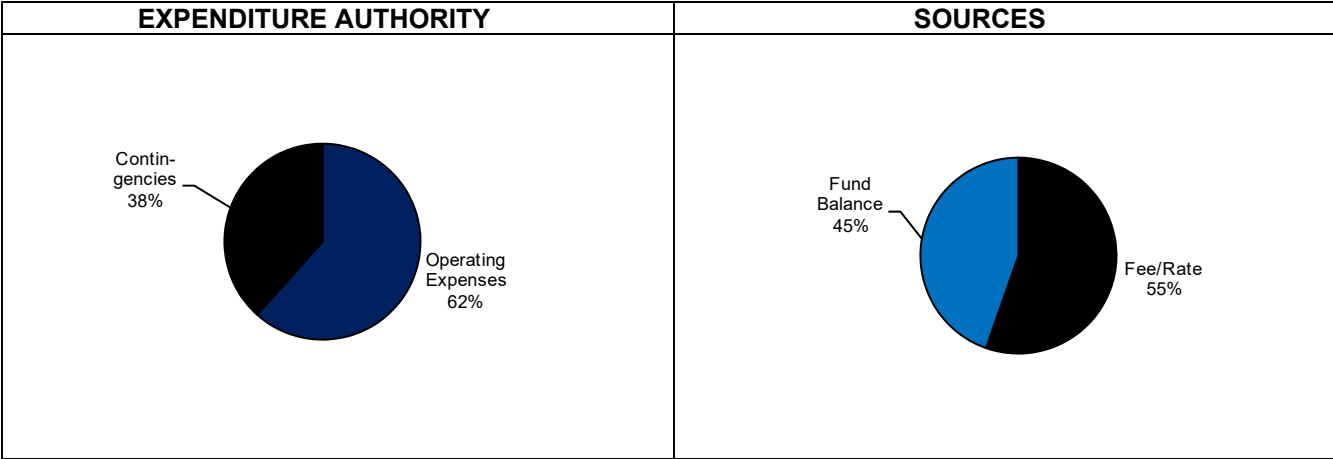 EXPENDITURE AUTHORITY
SOURCES
Contin-
gencies
38%
Operating
Expenses
62%
Fund
Balance
45%
Fee/Rate
55%